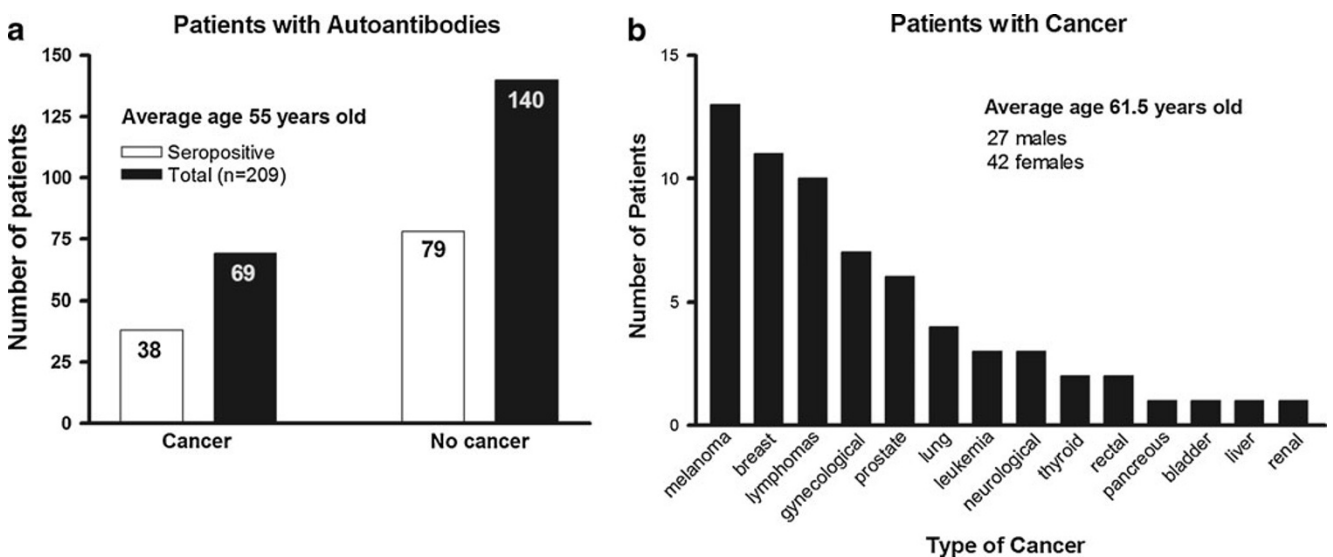 a
Patients with Autoantibodies
Number of patients
150
125
100
75
50
25
0
Average age 55 years old
Seropositive
Total (n=209)
38
69
79
140
Cancer
No cancer
b
Patients with Cancer
Number of Patients
15
10
5
0
Average age 61.5 years old
27 males
42 females
melanoma
breast
lymphomas
gynecological
prostate
lung
leukemia
neurological
thyroid
rectal
pancreous
bladder
liver
renal
Type of Cancer